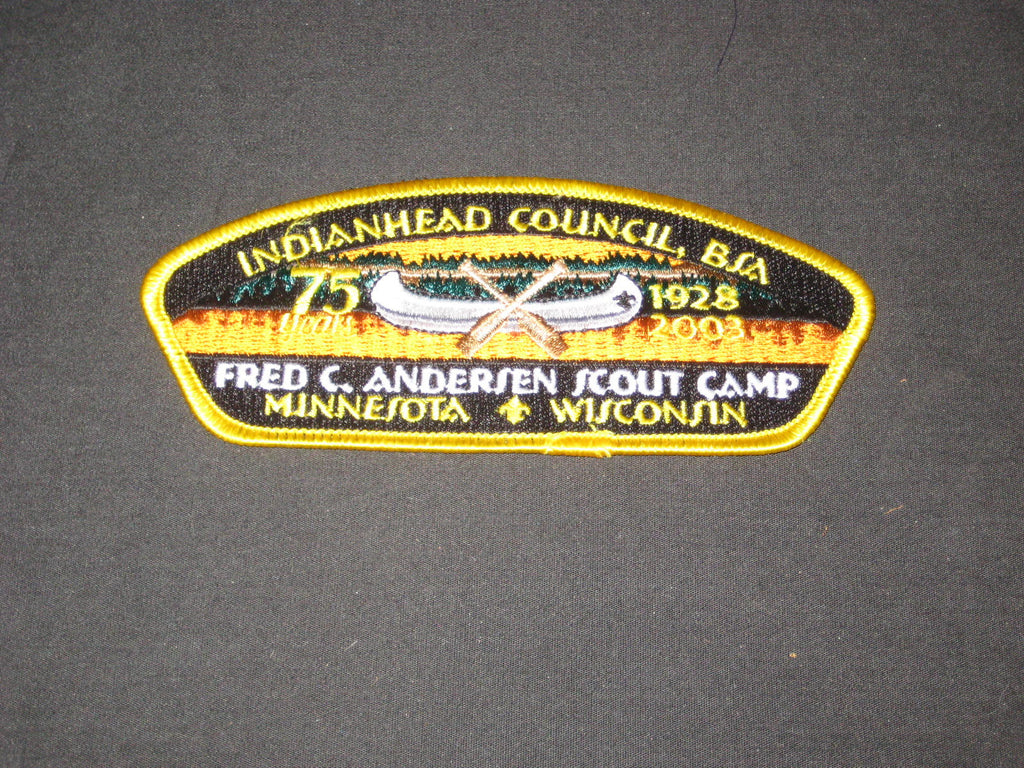 INDIANHEAD COUNCIL, BSA
75 1928
years 2003
FRED C. ANDERSEN SCOUT CAMP
MINNESOTA WISCONSIN